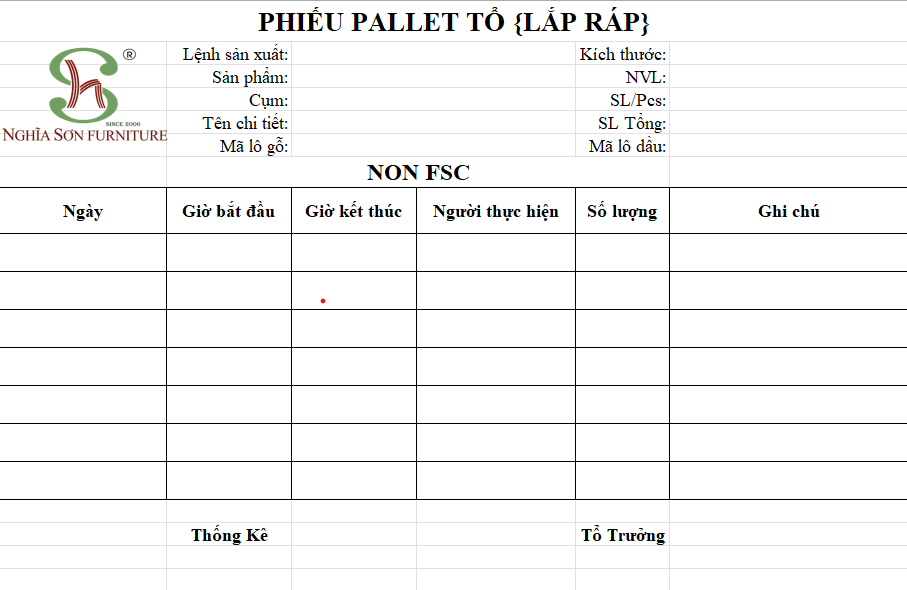 PHIẾU PALLET TỔ {LẮP RÁP}
®
SINCE 2006
NGHĨA SƠN FURNITURE
Lệnh sản xuất: Kích thước:
Sản phẩm: NVL:
Cụm: SL/Pcs:
Tên chi tiết: SL Tổng:
Mã lô gỗ: Mã lô dầu:
NON FSC
Ngày Giờ bắt đầu Giờ kết thúc Người thực hiện Số lượng Ghi chú
Thống Kê Tổ Trưởng